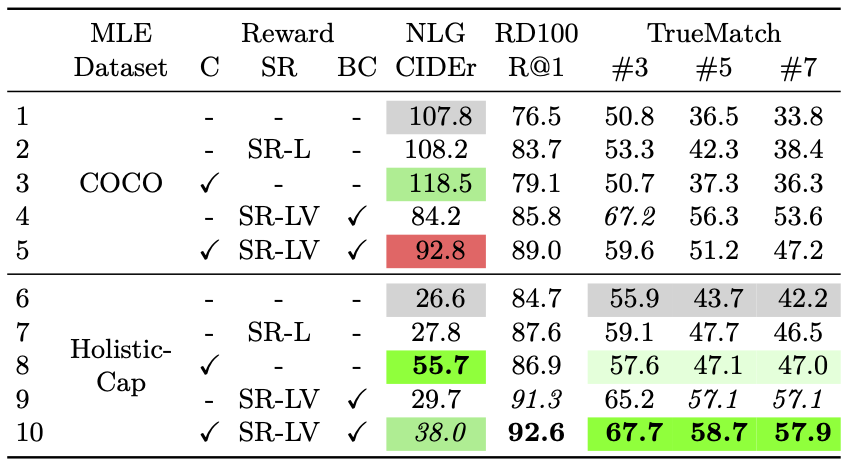 MLE Reward NLG RD100 TrueMatch
Dataset C SR BC CIDEr R@1 #3 #5 #7
1 - - - 107.8 76.5 50.8 36.5 33.8
2 - SR-L - 108.2 83.7 53.3 42.3 38.4
3 COCO ✓ - - 118.5 79.1 50.7 37.3 36.3
4 - SR-LV ✓ 84.2 85.8 67.2 56.3 53.6
5 ✓ SR-LV ✓ 92.8 89.0 59.6 51.2 47.2
6 - - - 26.6 84.7 55.9 43.7 42.2
7 - SR-L - 27.8 87.6 59.1 47.7 46.5
Holistic-
8 ✓ - - 55.7 86.9 57.6 47.1 47.0
Cap
9 - SR-LV ✓ 29.7 91.3 65.2 57.1 57.1
10 ✓ SR-LV ✓ 38.0 92.6 67.7 58.7 57.9